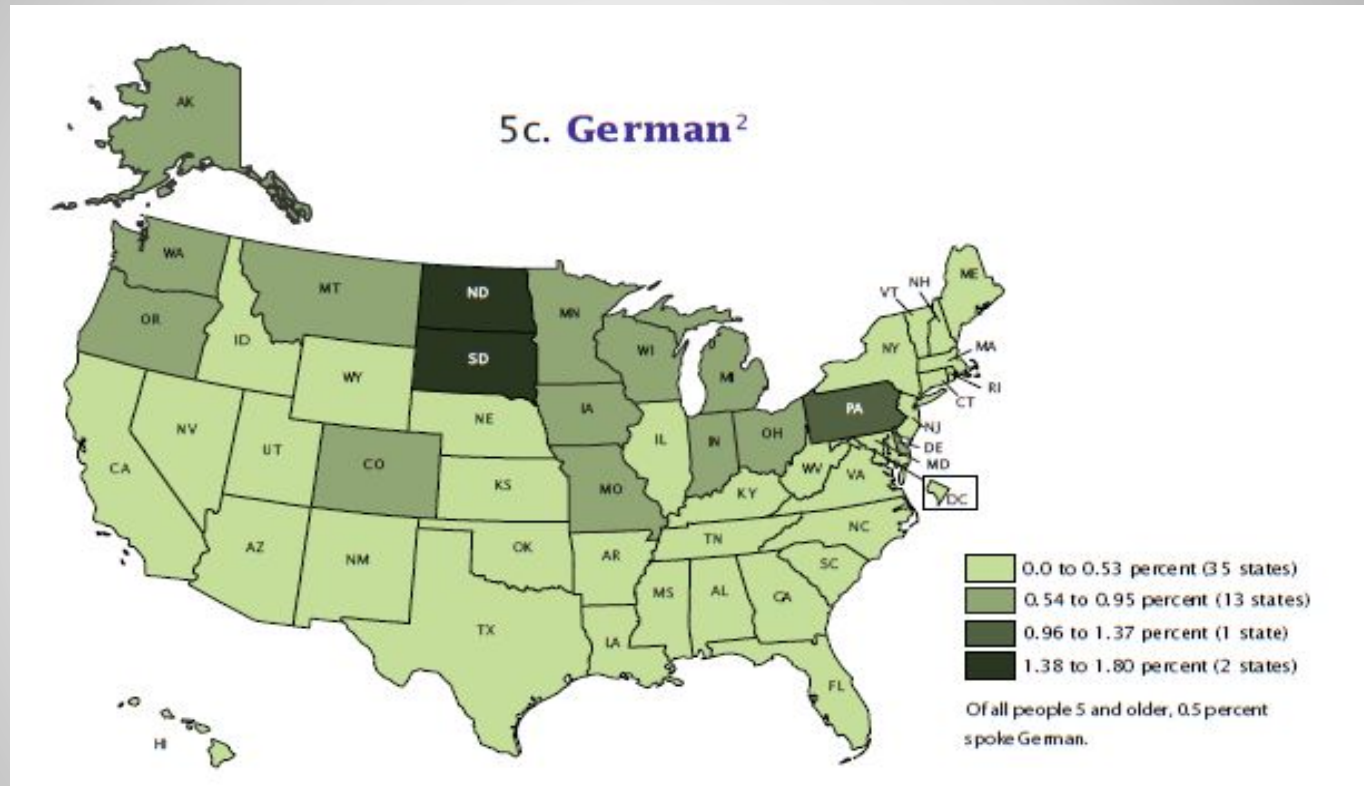 AK
5c. German²
WA
MT
ND
MN
OR
ID
SD
WI
MI
WY
IA
NE
NV
UT
CO
CA
KS
MO
IL
IN
OH
PA
NY
VT
NH
ME
MA
RI
CT
NJ
DE
MD
DC
WV
VA
KY
NC
TN
SC
AZ
NM
OK
AR
MS
AL
GA
TX
LA
FL
HI
0.0 to 0.53 percent (35 states)
0.54 to 0.95 percent (13 states)
0.96 to 1.37 percent (1 state)
1.38 to 1.80 percent (2 states)
Of all people 5 and older, 0.5 percent
spoke German.